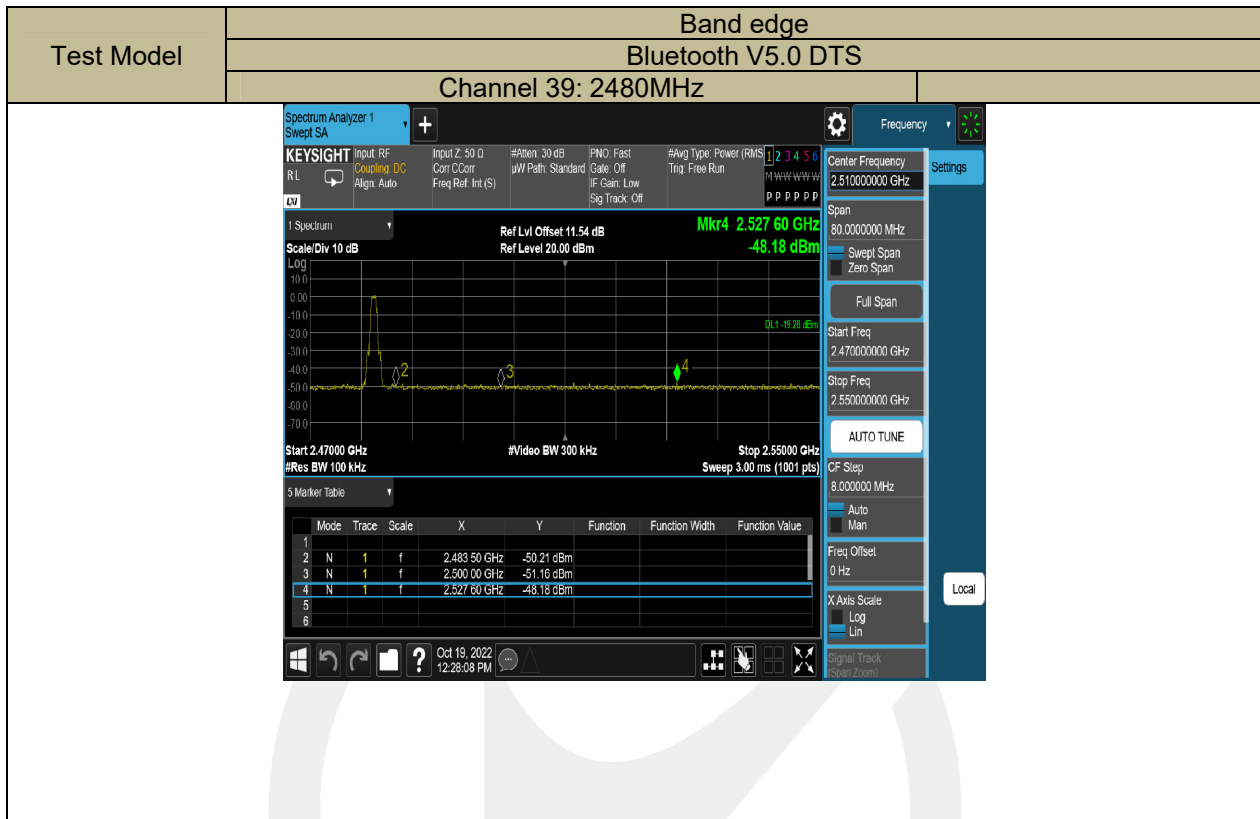 Test Model
Band edge
Bluetooth V5.0 DTS
Channel 39: 2480MHz
Spectrum Analyzer 1
Swept SA
+
Frequency
KEYSIGHT
RL
LXI
Input: RF
Coupling: DC
Align: Auto
Input Z: 50 Ω
Corr CCorr
Freq Ref: Int (S)
#Atten: 30 dB
µW Path: Standard
PNO: Fast
Gate: Off
IF Gain: Low
Sig Track: Off
#Avg Type: Power (RMS
Trig: Free Run
1 2 3 4 5 6
M W W W W W
P P P P P P
1 Spectrum
Scale/Div 10 dB
Ref Lvl Offset 11.54 dB
Ref Level 20.00 dBm
Mkr4 2.527 60 GHz
-48.18 dBm
Log
10.0
0.00
-10.0
-20.0
-30.0
-40.0
-50.0
-60.0
-70.0
DL1 -19.28 dBm
2
3
4
Start 2.47000 GHz
#Res BW 100 kHz
#Video BW 300 kHz
Stop 2.55000 GHz
Sweep 3.00 ms (1001 pts)
5 Marker Table
Mode Trace Scale X Y Function Function Width Function Value
1
2 N 1 f 2.483 50 GHz -50.21 dBm
3 N 1 f 2.500 00 GHz -51.16 dBm
4 N 1 f 2.527 60 GHz -48.18 dBm
5
6
?
Oct 19, 2022
12:28:08 PM
Center Frequency
2.510000000 GHz
Settings
Span
80.0000000 MHz
Swept Span
Zero Span
Full Span
Start Freq
2.470000000 GHz
Stop Freq
2.550000000 GHz
AUTO TUNE
CF Step
8.000000 MHz
Auto
Man
Freq Offset
0 Hz
Local
X Axis Scale
Log
Lin
Signal Track
(Span Zoom)